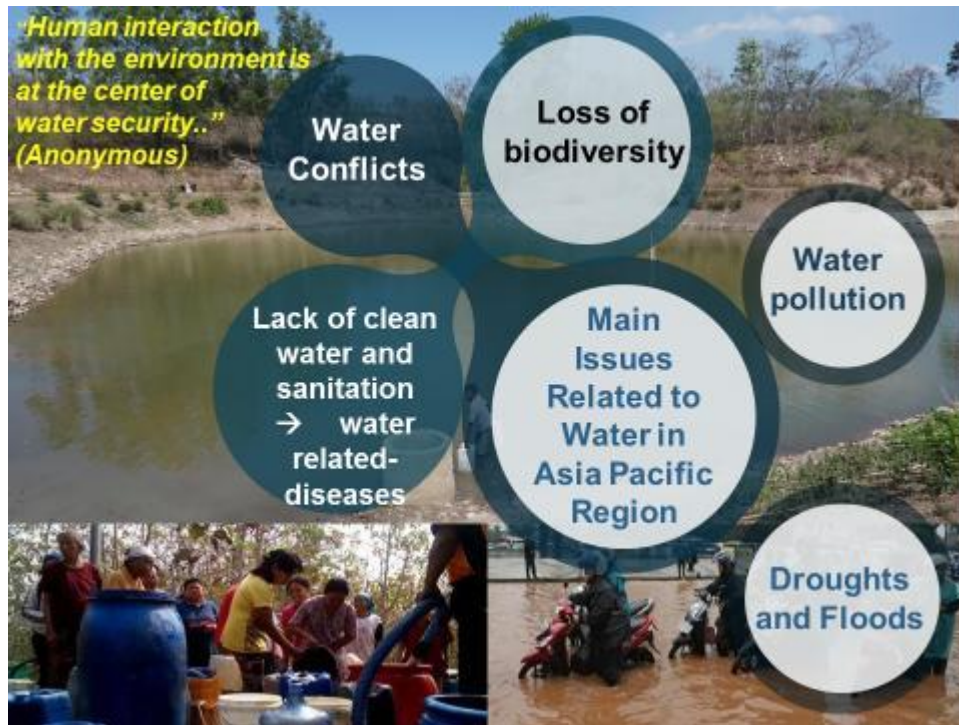 “Human interaction
with the environment is
at the center of
water security..”
(Anonymous)
Water
Conflicts
Loss of
biodiversity
Water
pollution
Lack of clean
water and
sanitation
→ water
related-
diseases
Main
Issues
Related to
Water in
Asia Pacific
Region
Droughts
and Floods